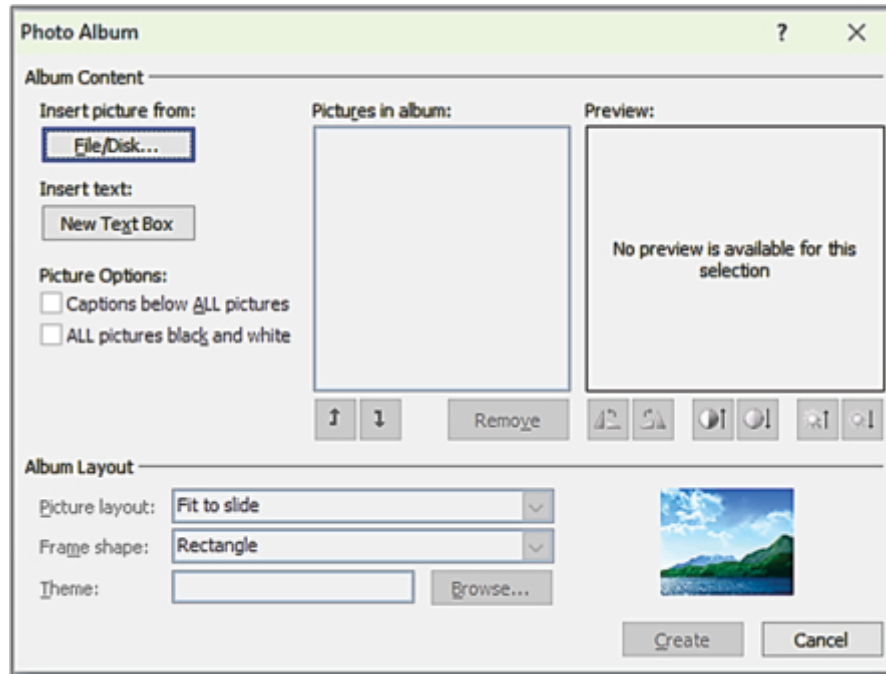 Photo Album
?
Album Content
Insert picture from:
File/Disk...
Insert text:
New Text Box
Picture Options:
Captions below ALL pictures
ALL pictures black and white
Pictures in album:
Remove
Preview:
No preview is available for this
selection
Album Layout
Picture layout: Fit to slide
Frame shape: Rectangle
Theme:
Browse...
Create
Cancel